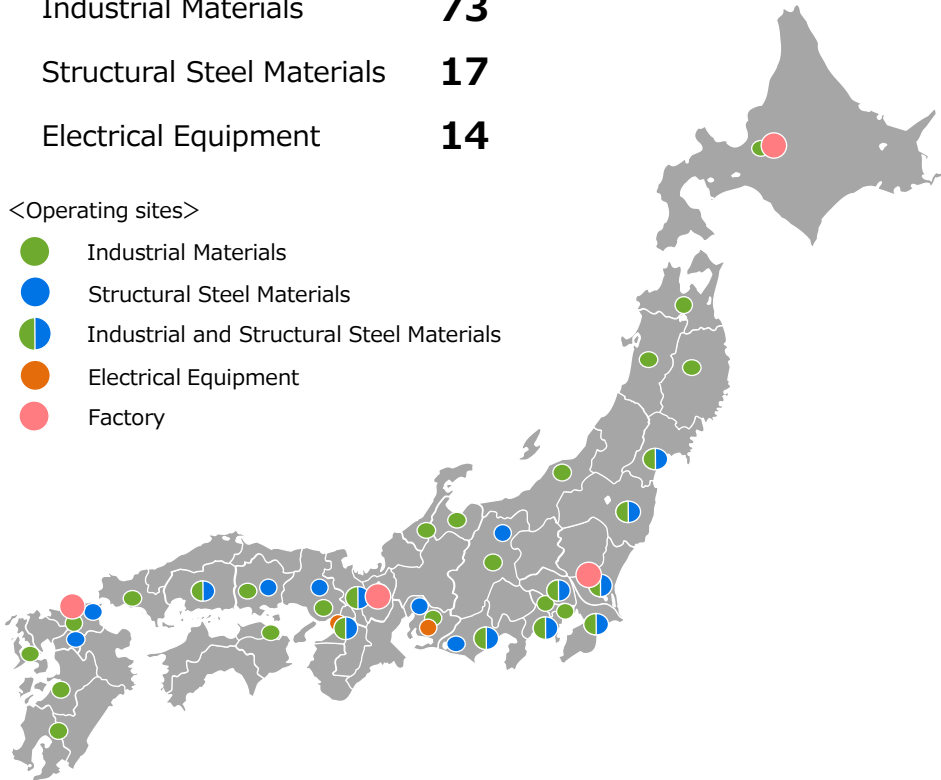 Industrial Materials 73
Structural Steel Materials 17
Electrical Equipment 14
<Operating sites>
Industrial Materials
Structural Steel Materials
Industrial and Structural Steel Materials
Electrical Equipment
Factory